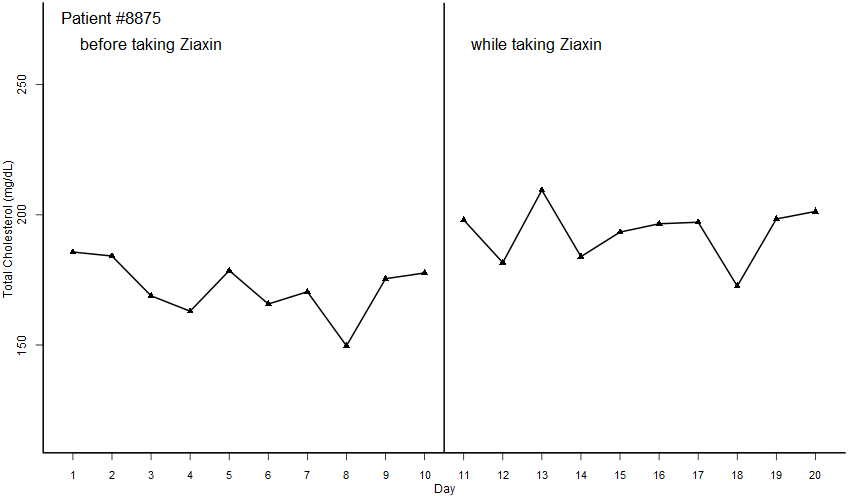 Patient #8875
before taking Ziaxin
while taking Ziaxin
Total Cholesterol (mg/dL)
250
200
150
1 2 3 4 5 6 7 8 9 10 11 12 13 14 15 16 17 18 19 20
Day